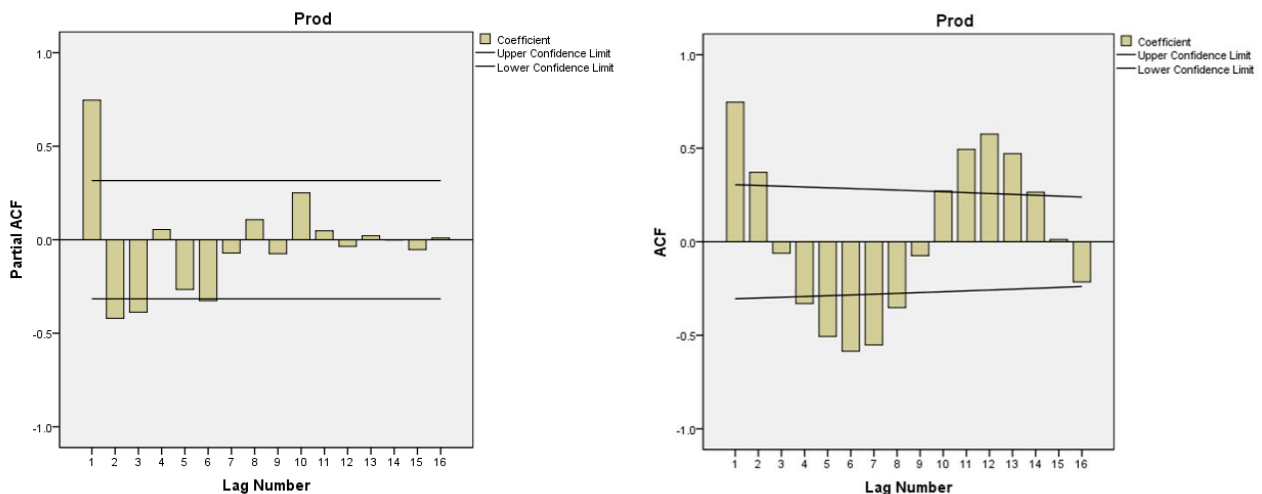 Prod
Coefficient
Upper Confidence Limit
Lower Confidence Limit
1.0
0.5
0.0
-0.5
-1.0
Partial ACF
1 2 3 4 5 6 7 8 9 10 11 12 13 14 15 16
Lag Number
Prod
Coefficient
Upper Confidence Limit
Lower Confidence Limit
1.0
0.5
0.0
-0.5
-1.0
ACF
1 2 3 4 5 6 7 8 9 10 11 12 13 14 15 16
Lag Number